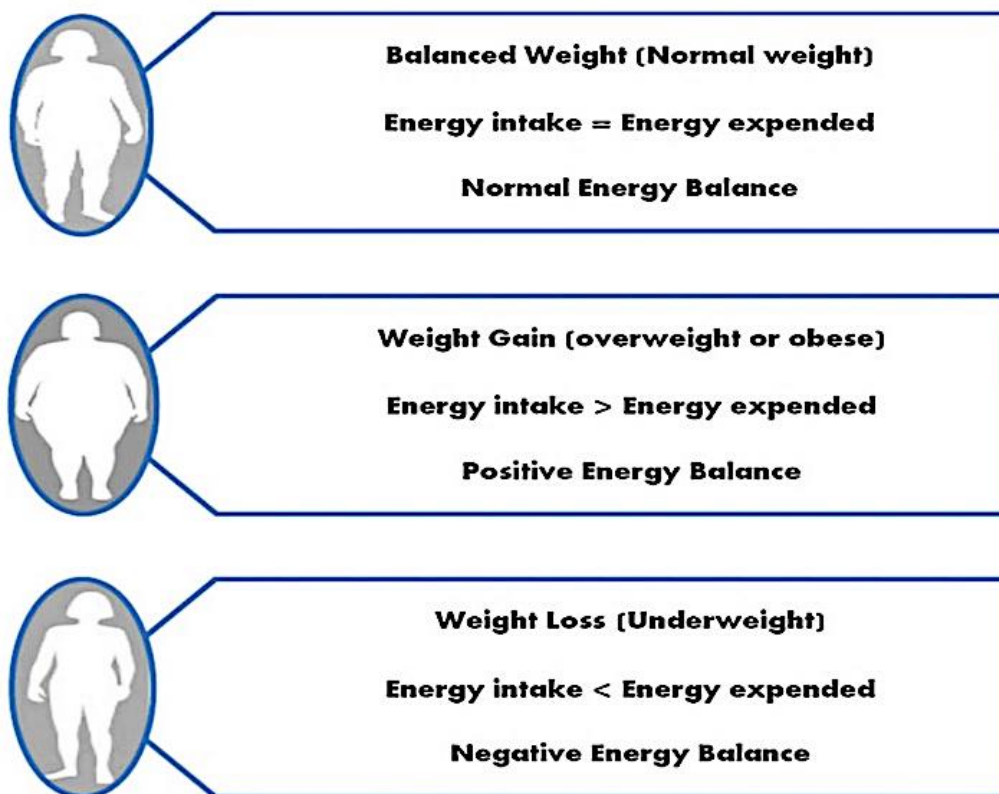 Balanced Weight (Normal weight)
Energy intake = Energy expended
Normal Energy Balance
Weight Gain (overweight or obese)
Energy intake > Energy expended
Positive Energy Balance
Weight Loss (Underweight)
Energy intake < Energy expended
Negative Energy Balance